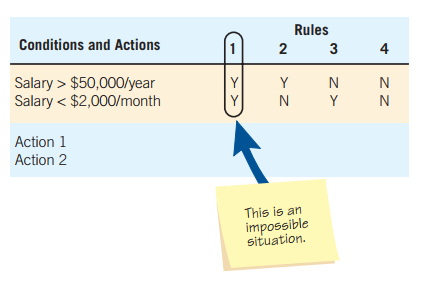 Rules
Conditions and Actions 1 2 3 4
Salary > $50,000/year Y Y N N
Salary < $2,000/month Y N Y N
Action 1
Action 2
This is an
impossible
situation.